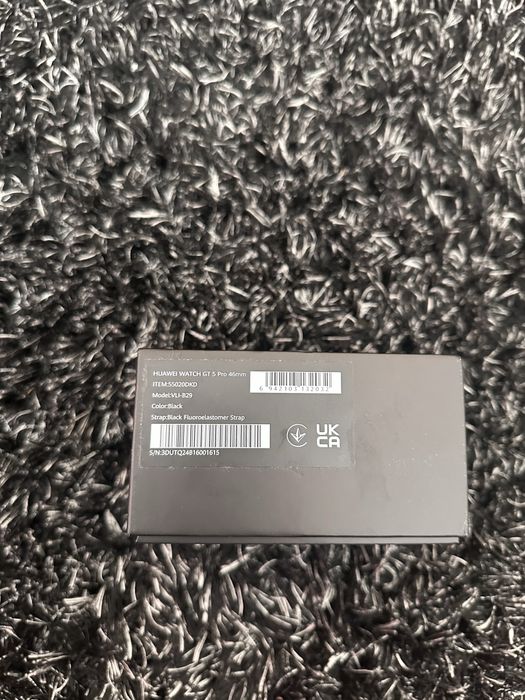 HUAWEI WATCH GT 5 Pro 46mm
ITEM:55020DKD
Model:VLI-B29
Color:Black
Strap:Black Fluoroelastomer Strap
6 942103 132032
UK
CA
S/N:3DUTQ24816001615